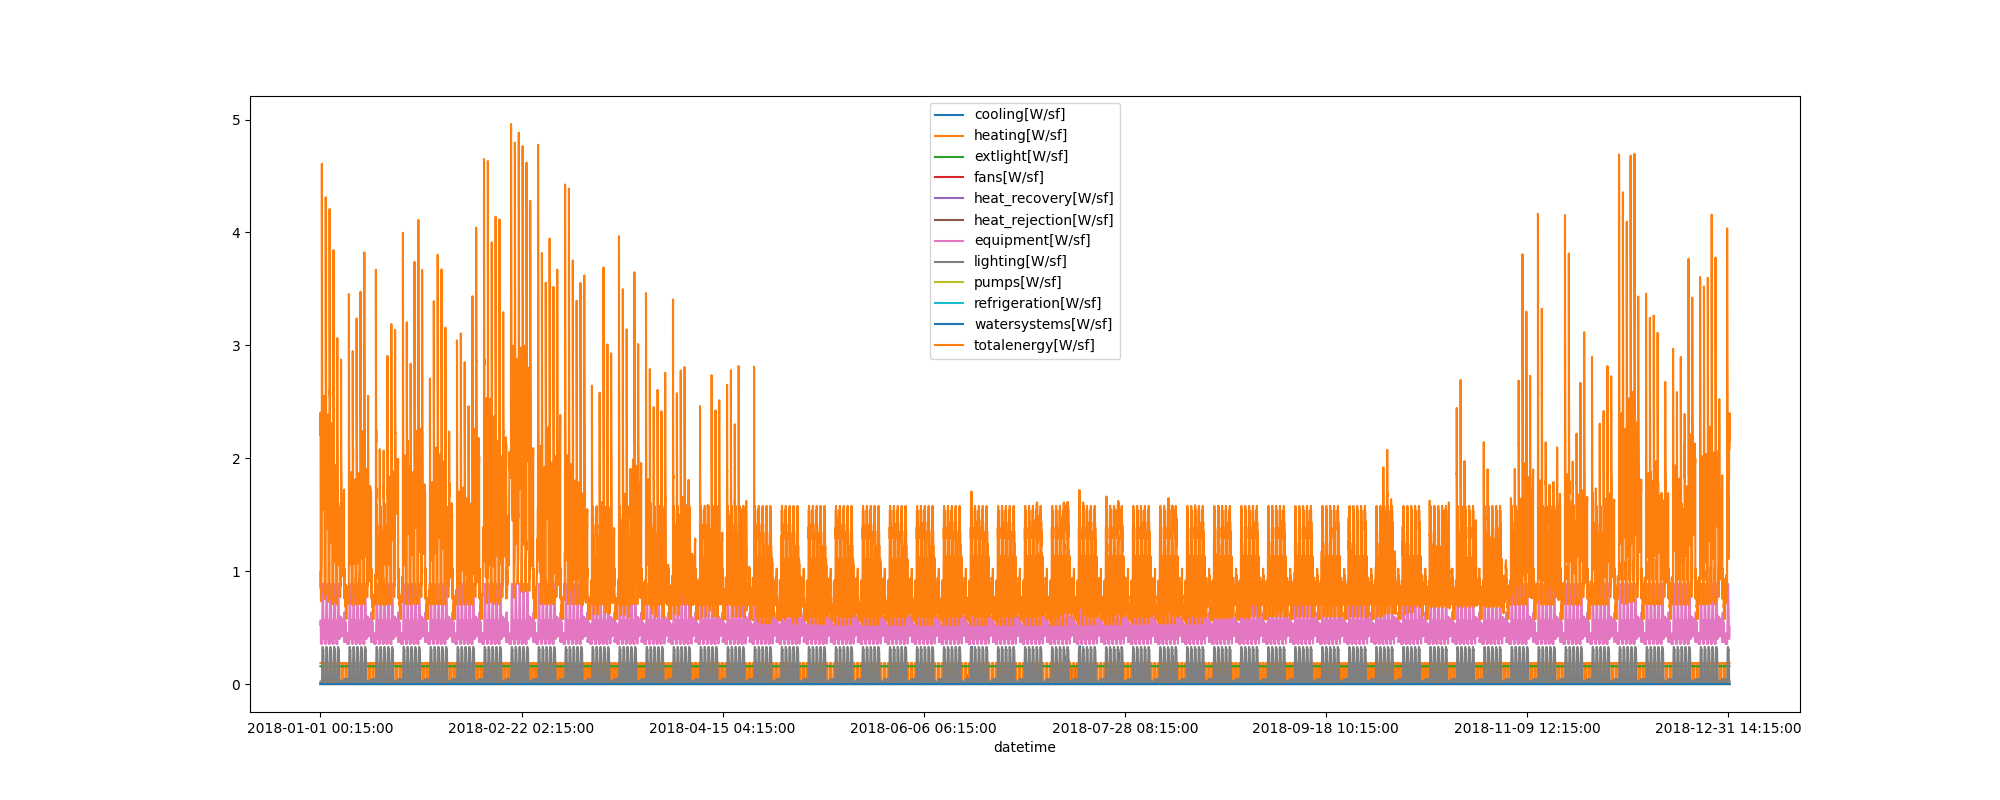 5
4
3
2
1
0
cooling[W/sf]
heating[W/sf]
extlight[W/sf]
fans[W/sf]
heat_recovery[W/sf]
heat_rejection[W/sf]
equipment[W/sf]
lighting[W/sf]
pumps[W/sf]
refrigeration[W/sf]
watersystems[W/sf]
totalenergy[W/sf]
2018-01-01 00:15:00 2018-02-22 02:15:00 2018-04-15 04:15:00 2018-06-06 06:15:00 2018-07-28 08:15:00 2018-09-18 10:15:00 2018-11-09 12:15:00 2018-12-31 14:15:00
datetime